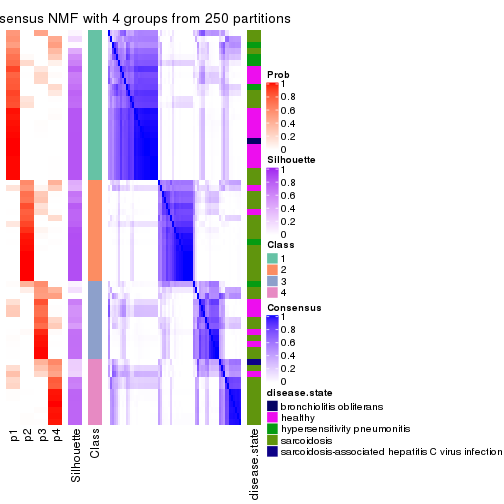 sensus NMF with 4 groups from 250 partitions
Prob
1
0.8
0.6
0.4
0.2
0
Silhouette
1
0.8
0.6
0.4
0.2
0
Class
1
2
3
4
Consensus
1
0.8
0.6
0.4
0.2
0
disease.state
bronchiolitis obliterans
healthy
hypersensitivity pneumonitis
sarcoidosis
sarcoidosis-associated hepatitis C virus infection
p1
p2
p3
p4
Silhouette
Class
disease.state